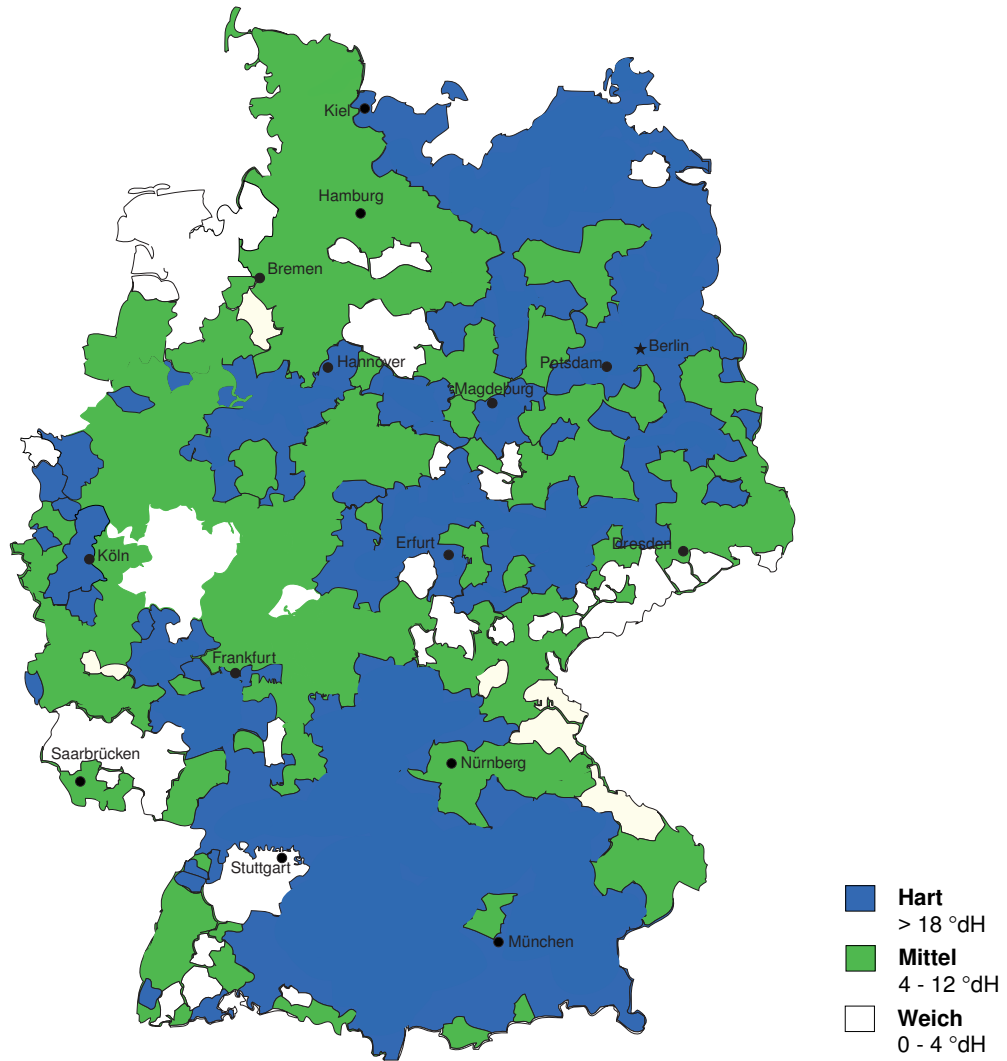 Kiel
Hamburg
Bremen
Hannover
Berlin
Potsdam
Magdeburg
Köln
Erfurt
Dresden
Frankfurt
Saarbrücken
Nürnberg
Stuttgart
München
Hart
> 18 °dH
Mittel
4 - 12 °dH
Weich
0 - 4 °dH